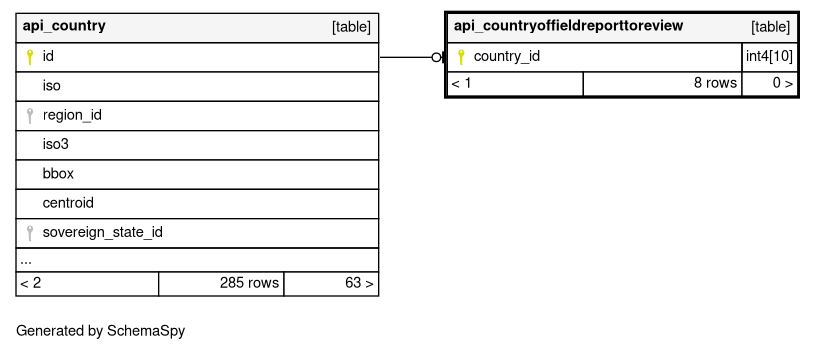 api_country [table]
id
iso
region_id
iso3
bbox
centroid
sovereign_state_id
...
< 2 285 rows 63 >
api_countryoffieldreporttoreview [table]
country_id int4[10]
< 1 8 rows 0 >
Generated by SchemaSpy